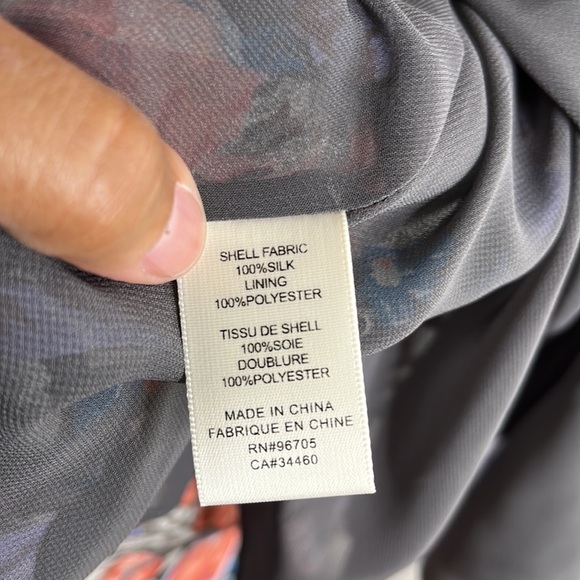 SHELL FABRIC
100%SILK
LINING
100%POLYESTER
TISSU DE SHELL
100%SOIE
DOUBLURE
100%POLYESTER
MADE IN CHINA
FABRIQUE EN CHINE
RN#96705
CA#34460